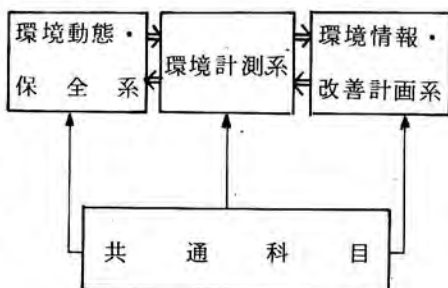 環境動態・
保全系
環境計測系
環境情報・
改善計画系
共通科目